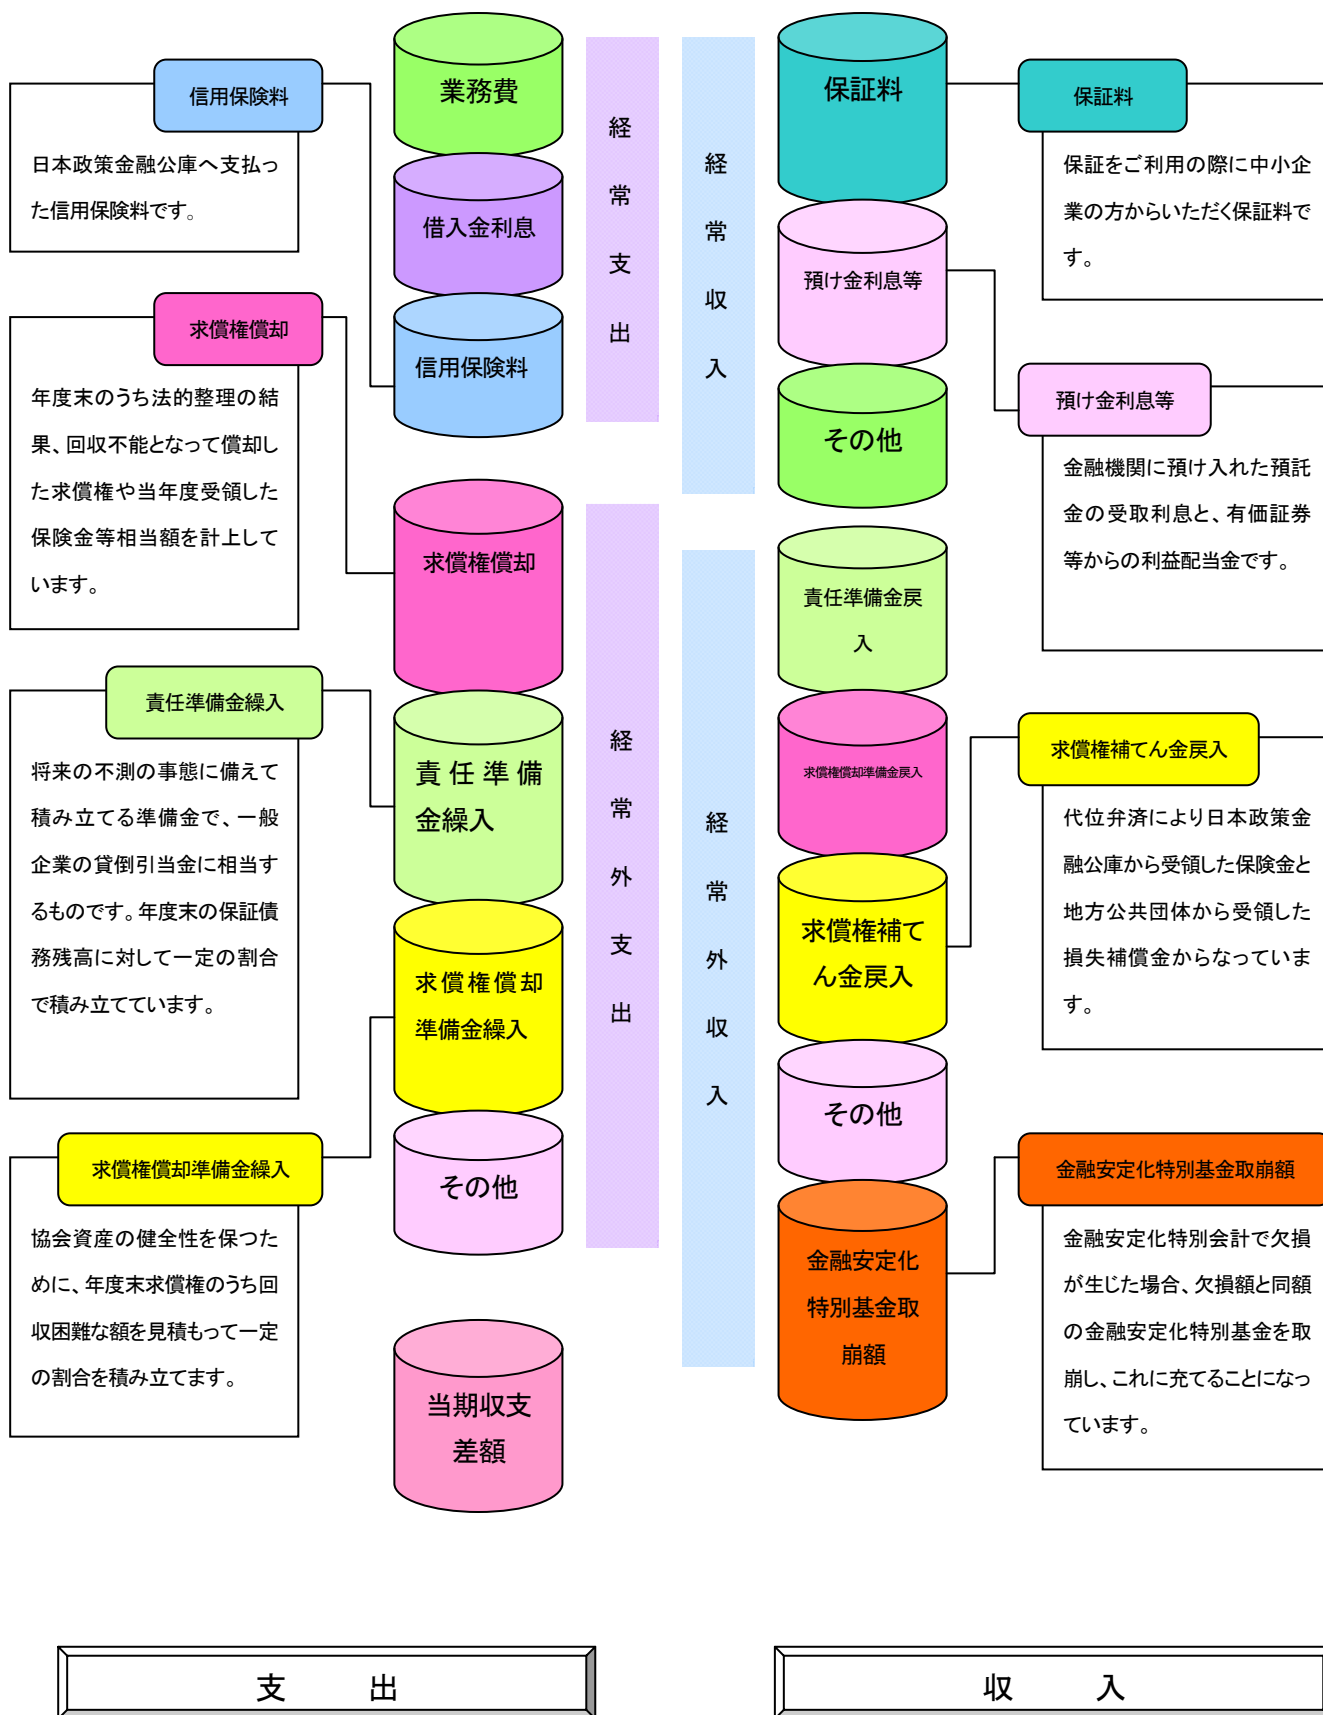 信用保険料
日本政策金融公庫へ支払っ
た信用保険料です。
求償権償却
年度末のうち法的整理の結
果、回収不能となって償却し
た求償権や当年度受領した
保険金等相当額を計上して
います。
責任準備金繰入
将来の不測の事態に備えて
積み立てる準備金で、一般
企業の貸倒引当金に相当す
るものです。年度末の保証債
務残高に対して一定の割合
で積み立てています。
求償権償却準備金繰入
協会資産の健全性を保つた
めに、年度末求償権のうち回
収困難な額を見積もって一定
の割合を積み立てます。
業務費
借入金利息
信用保険料
求償権償却
責任準備
金繰入
求償権償却
準備金繰入
その他
当期収支
差額
経常支出
経常外支出
経常収入
経常外収入
保証料
預け金利息等
その他
責任準備金戻
入
求償権償却準備金戻入
求償権補て
ん金戻入
その他
金融安定化
特別基金取
崩額
保証料
保証をご利用の際に中小企
業の方からいただく保証料で
す。
預け金利息等
金融機関に預け入れた預託
金の受取利息と、有価証券
等からの利益配当金です。
求償権補てん金戻入
代位弁済により日本政策金
融公庫から受領した保険金と
地方公共団体から受領した
損失補償金からなっていま
す。
金融安定化特別基金取崩額
金融安定化特別会計で欠損
が生じた場合、欠損額と同額
の金融安定化特別基金を取
崩し、これに充てることになっ
ています。
支 出
収 入